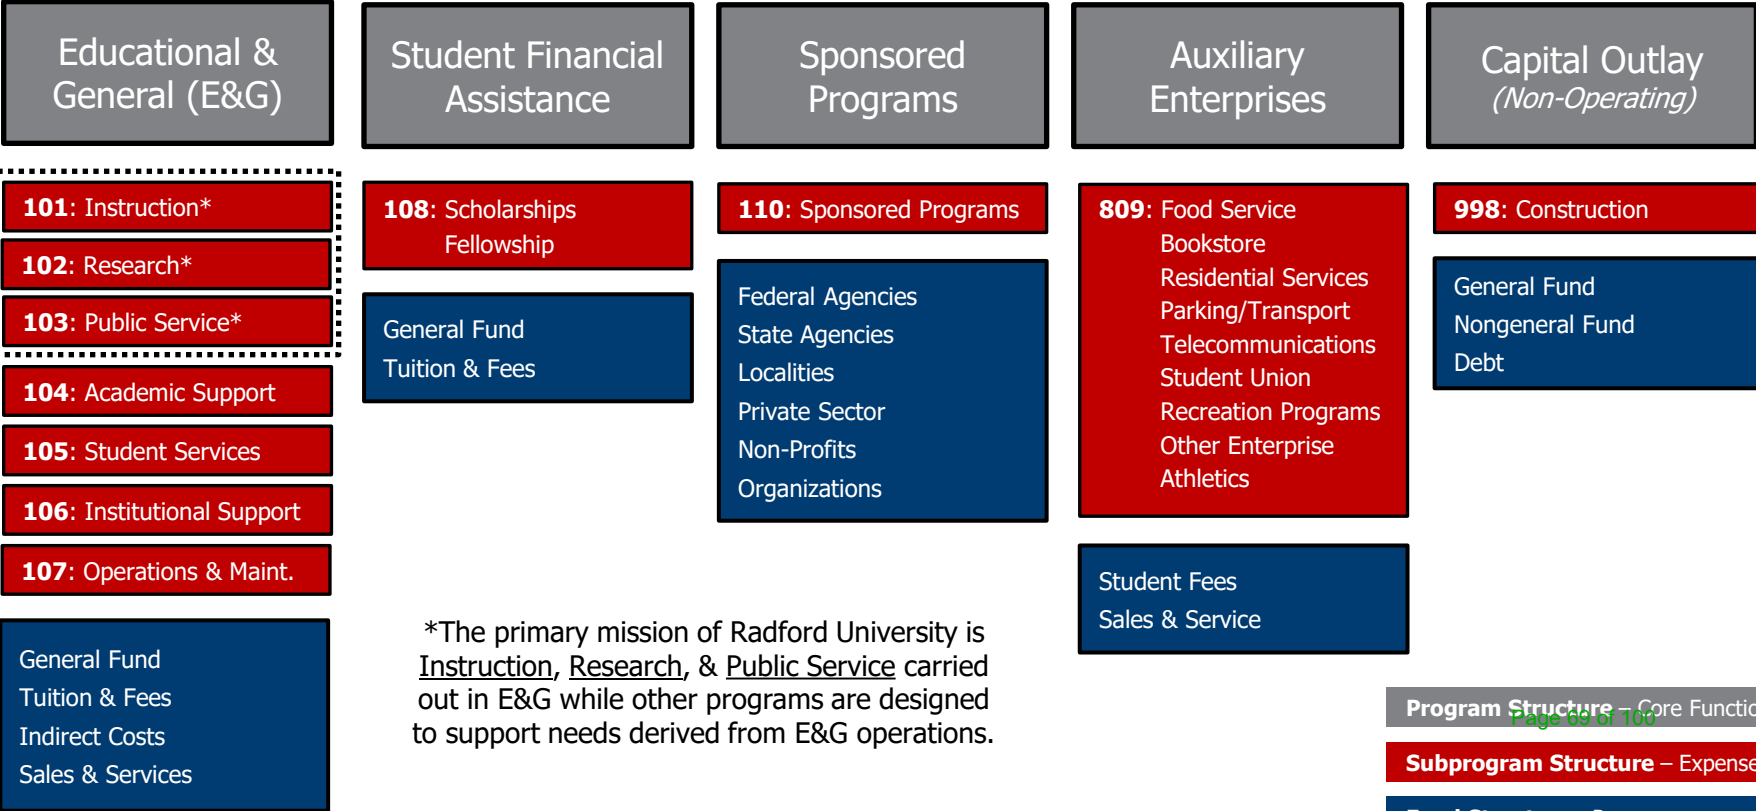 Educational &
General (E&G)
101: Instruction*
102: Research*
103: Public Service*
104: Academic Support
105: Student Services
106: Institutional Support
107: Operations & Maint.
General Fund
Tuition & Fees
Indirect Costs
Sales & Services
Student Financial
Assistance
108: Scholarships
Fellowship
General Fund
Tuition & Fees
Sponsored
Programs
110: Sponsored Programs
Federal Agencies
State Agencies
Localities
Private Sector
Non-Profits
Organizations
Auxiliary
Enterprises
809: Food Service
Bookstore
Residential Services
Parking/Transport
Telecommunications
Student Union
Recreation Programs
Other Enterprise
Athletics
Student Fees
Sales & Service
Capital Outlay
(Non-Operating)
998: Construction
General Fund
Nongeneral Fund
Debt
*The primary mission of Radford University is
Instruction, Research, & Public Service carried
out in E&G while other programs are designed
to support needs derived from E&G operations.
Program Structure – Core Functio
Page 69 of 100
Subprogram Structure – Expense